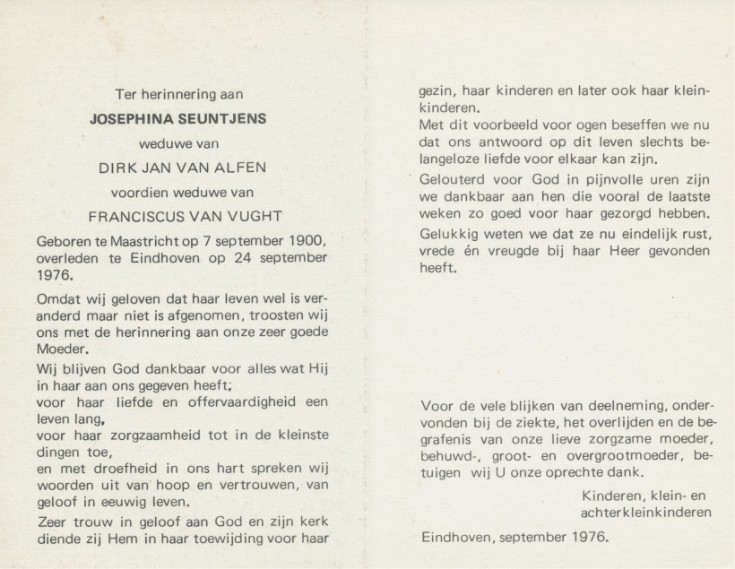 Ter herinnering aan
JOSEPHINA SEUNTJENS
weduwe van
DIRK JAN VAN ALFEN
voordien weduwe van
FRANCISCUS VAN VUGHT
Geboren te Maastricht op 7 september 1900,
overleden te Eindhoven op 24 september
1976.
Omdat wij geloven dat haar leven wel is ver-
anderd maar niet is afgenomen, troosten wij
ons met de herinnering aan onze zeer goede
Moeder.
Wij blijven God dankbaar voor alles wat Hij
in haar aan ons gegeven heeft;
voor haar liefde en offervaardigheid een
leven lang,
voor haar zorgzaamheid tot in de kleinste
dingen toe,
en met droefheid in ons hart spreken wij
woorden uit van hoop en vertrouwen, van
geloof in eeuwig leven.
Zeer trouw in geloof aan God en zijn kerk
diende zij Hem in haar toewijding voor haar
gezin, haar kinderen en later ook haar klein-
kinderen.
Met dit voorbeeld voor ogen beseffen we nu
dat ons antwoord op dit leven slechts be-
langeloze liefde voor elkaar kan zijn.
Gelouterd voor God in pijnvolle uren zijn
we dankbaar aan hen die vooral de laatste
weken zo goed voor haar gezorgd hebben.
Gelukkig weten we dat ze nu eindelijk rust,
vrede én vreugde bij haar Heer gevonden
heeft.
Voor de vele blijken van deelneming, onder-
vonden bij de ziekte, het overlijden en de be-
grafenis van onze lieve zorgzame moeder,
behuwd-, groot- en overgrootmoeder, be-
tuigen wij U onze oprechte dank.
Kinderen, klein- en
achterkleinkinderen
Eindhoven, september 1976.